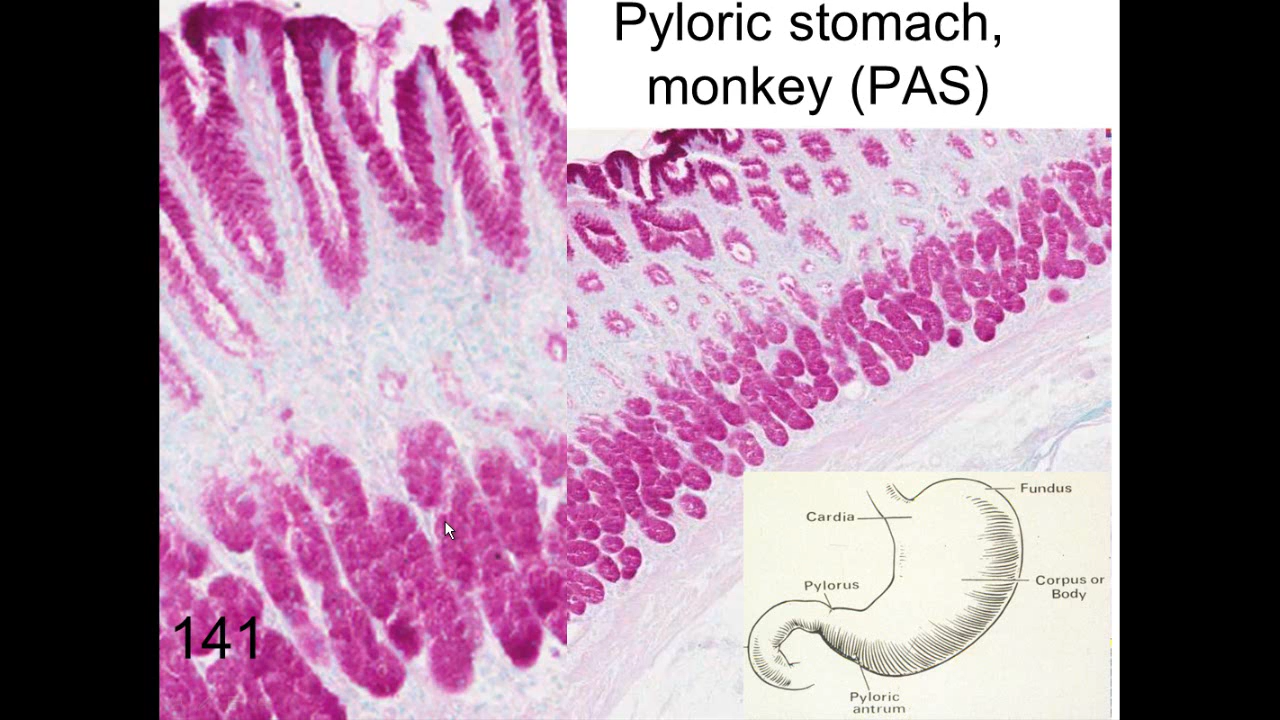 Pyloric stomach,
monkey (PAS)
141
Fundus
Cardia
Corpus or
Body
Pylorus
Pyloric
antrum